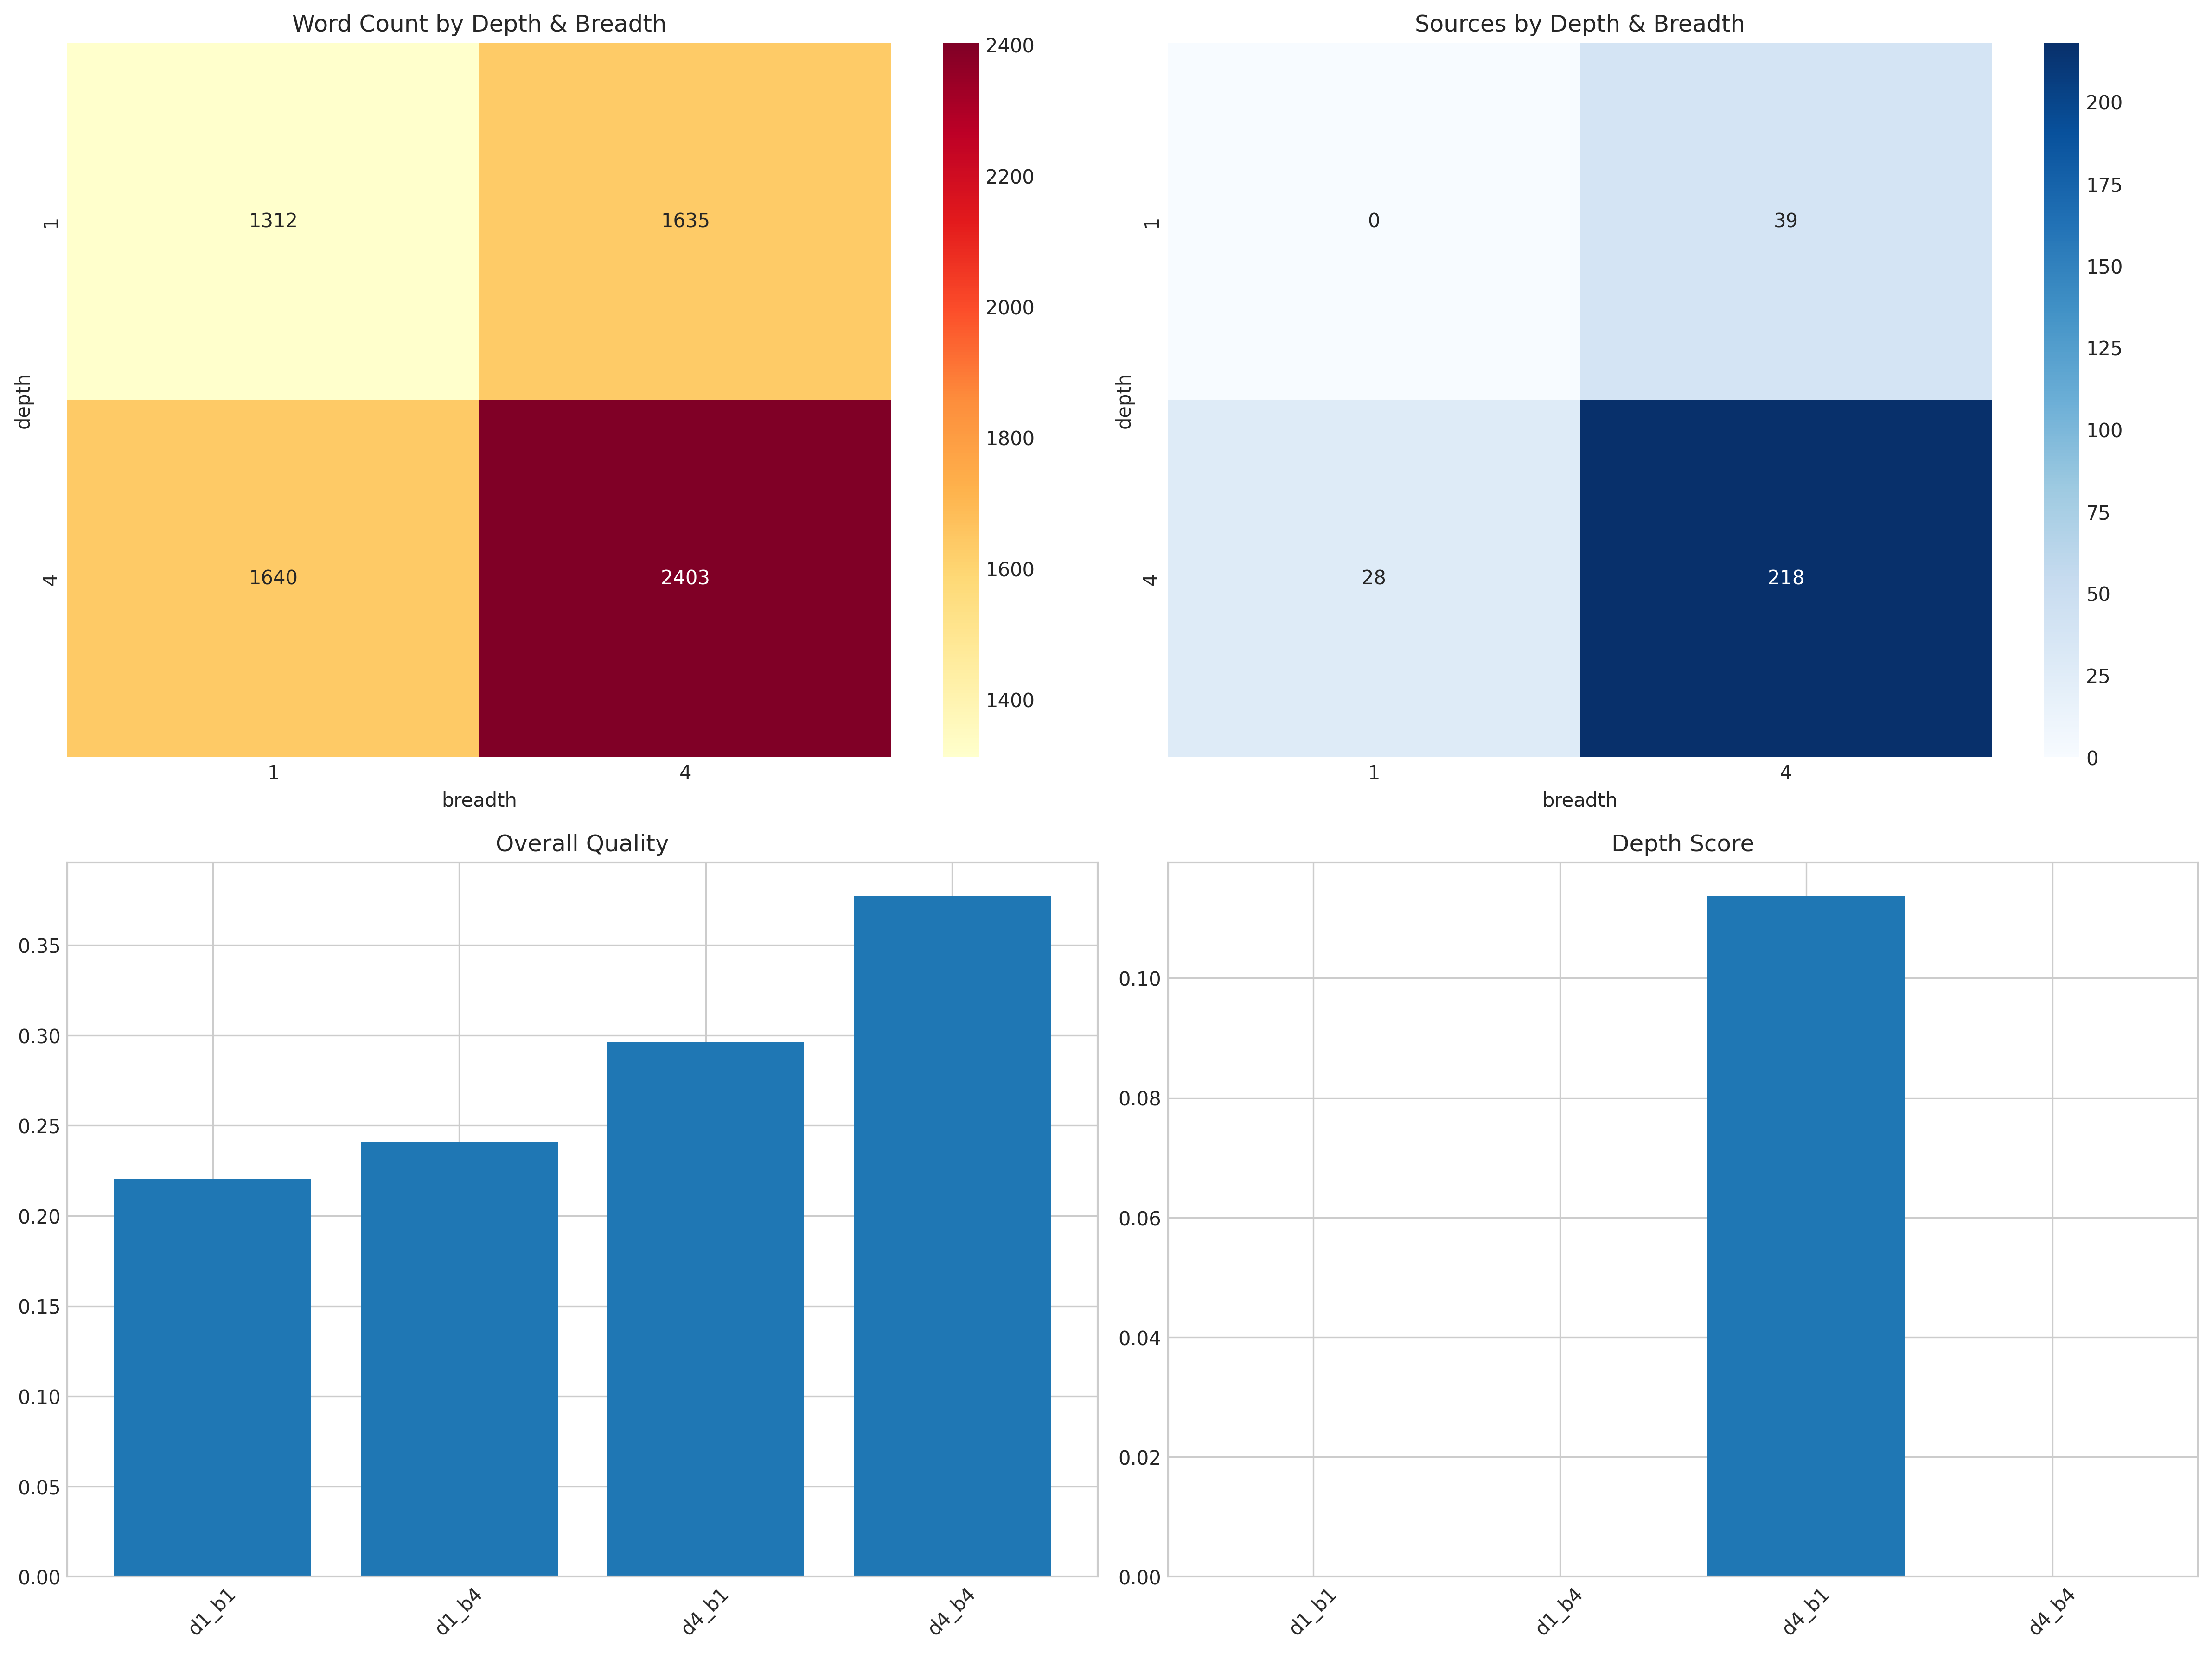 Word Count by Depth & Breadth
1312
1635
1640
2403
1
4
depth
1
4
breadth
2400
2200
2000
1800
1600
1400
Sources by Depth & Breadth
0
39
28
218
1
4
depth
1
4
breadth
200
175
150
125
100
75
50
25
0
Overall Quality
0.35
0.30
0.25
0.20
0.15
0.10
0.05
0.00
d1_b1
d1_b4
d4_b1
d4_b4
Depth Score
0.10
0.08
0.06
0.04
0.02
0.00
d1_b1
d1_b4
d4_b1
d4_b4